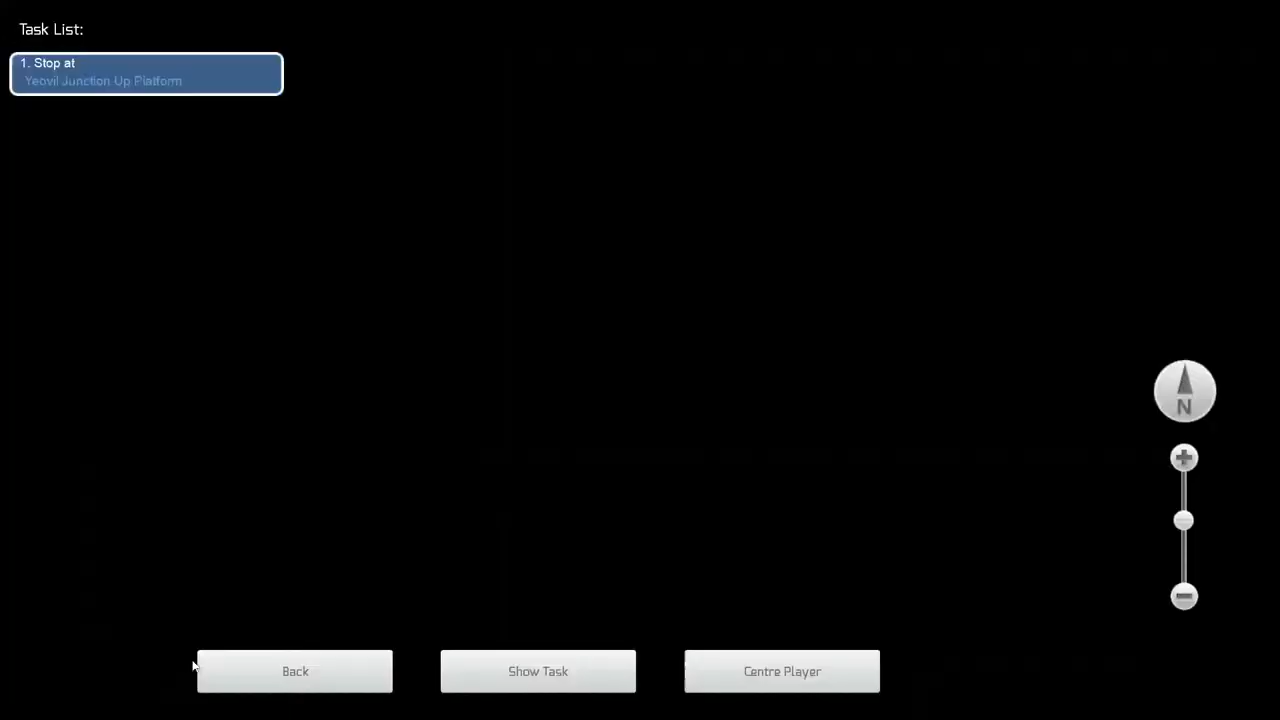 Task List:
1. Stop at
Yeovil Junction Up Platform
N
Back
Show Task
Centre Player